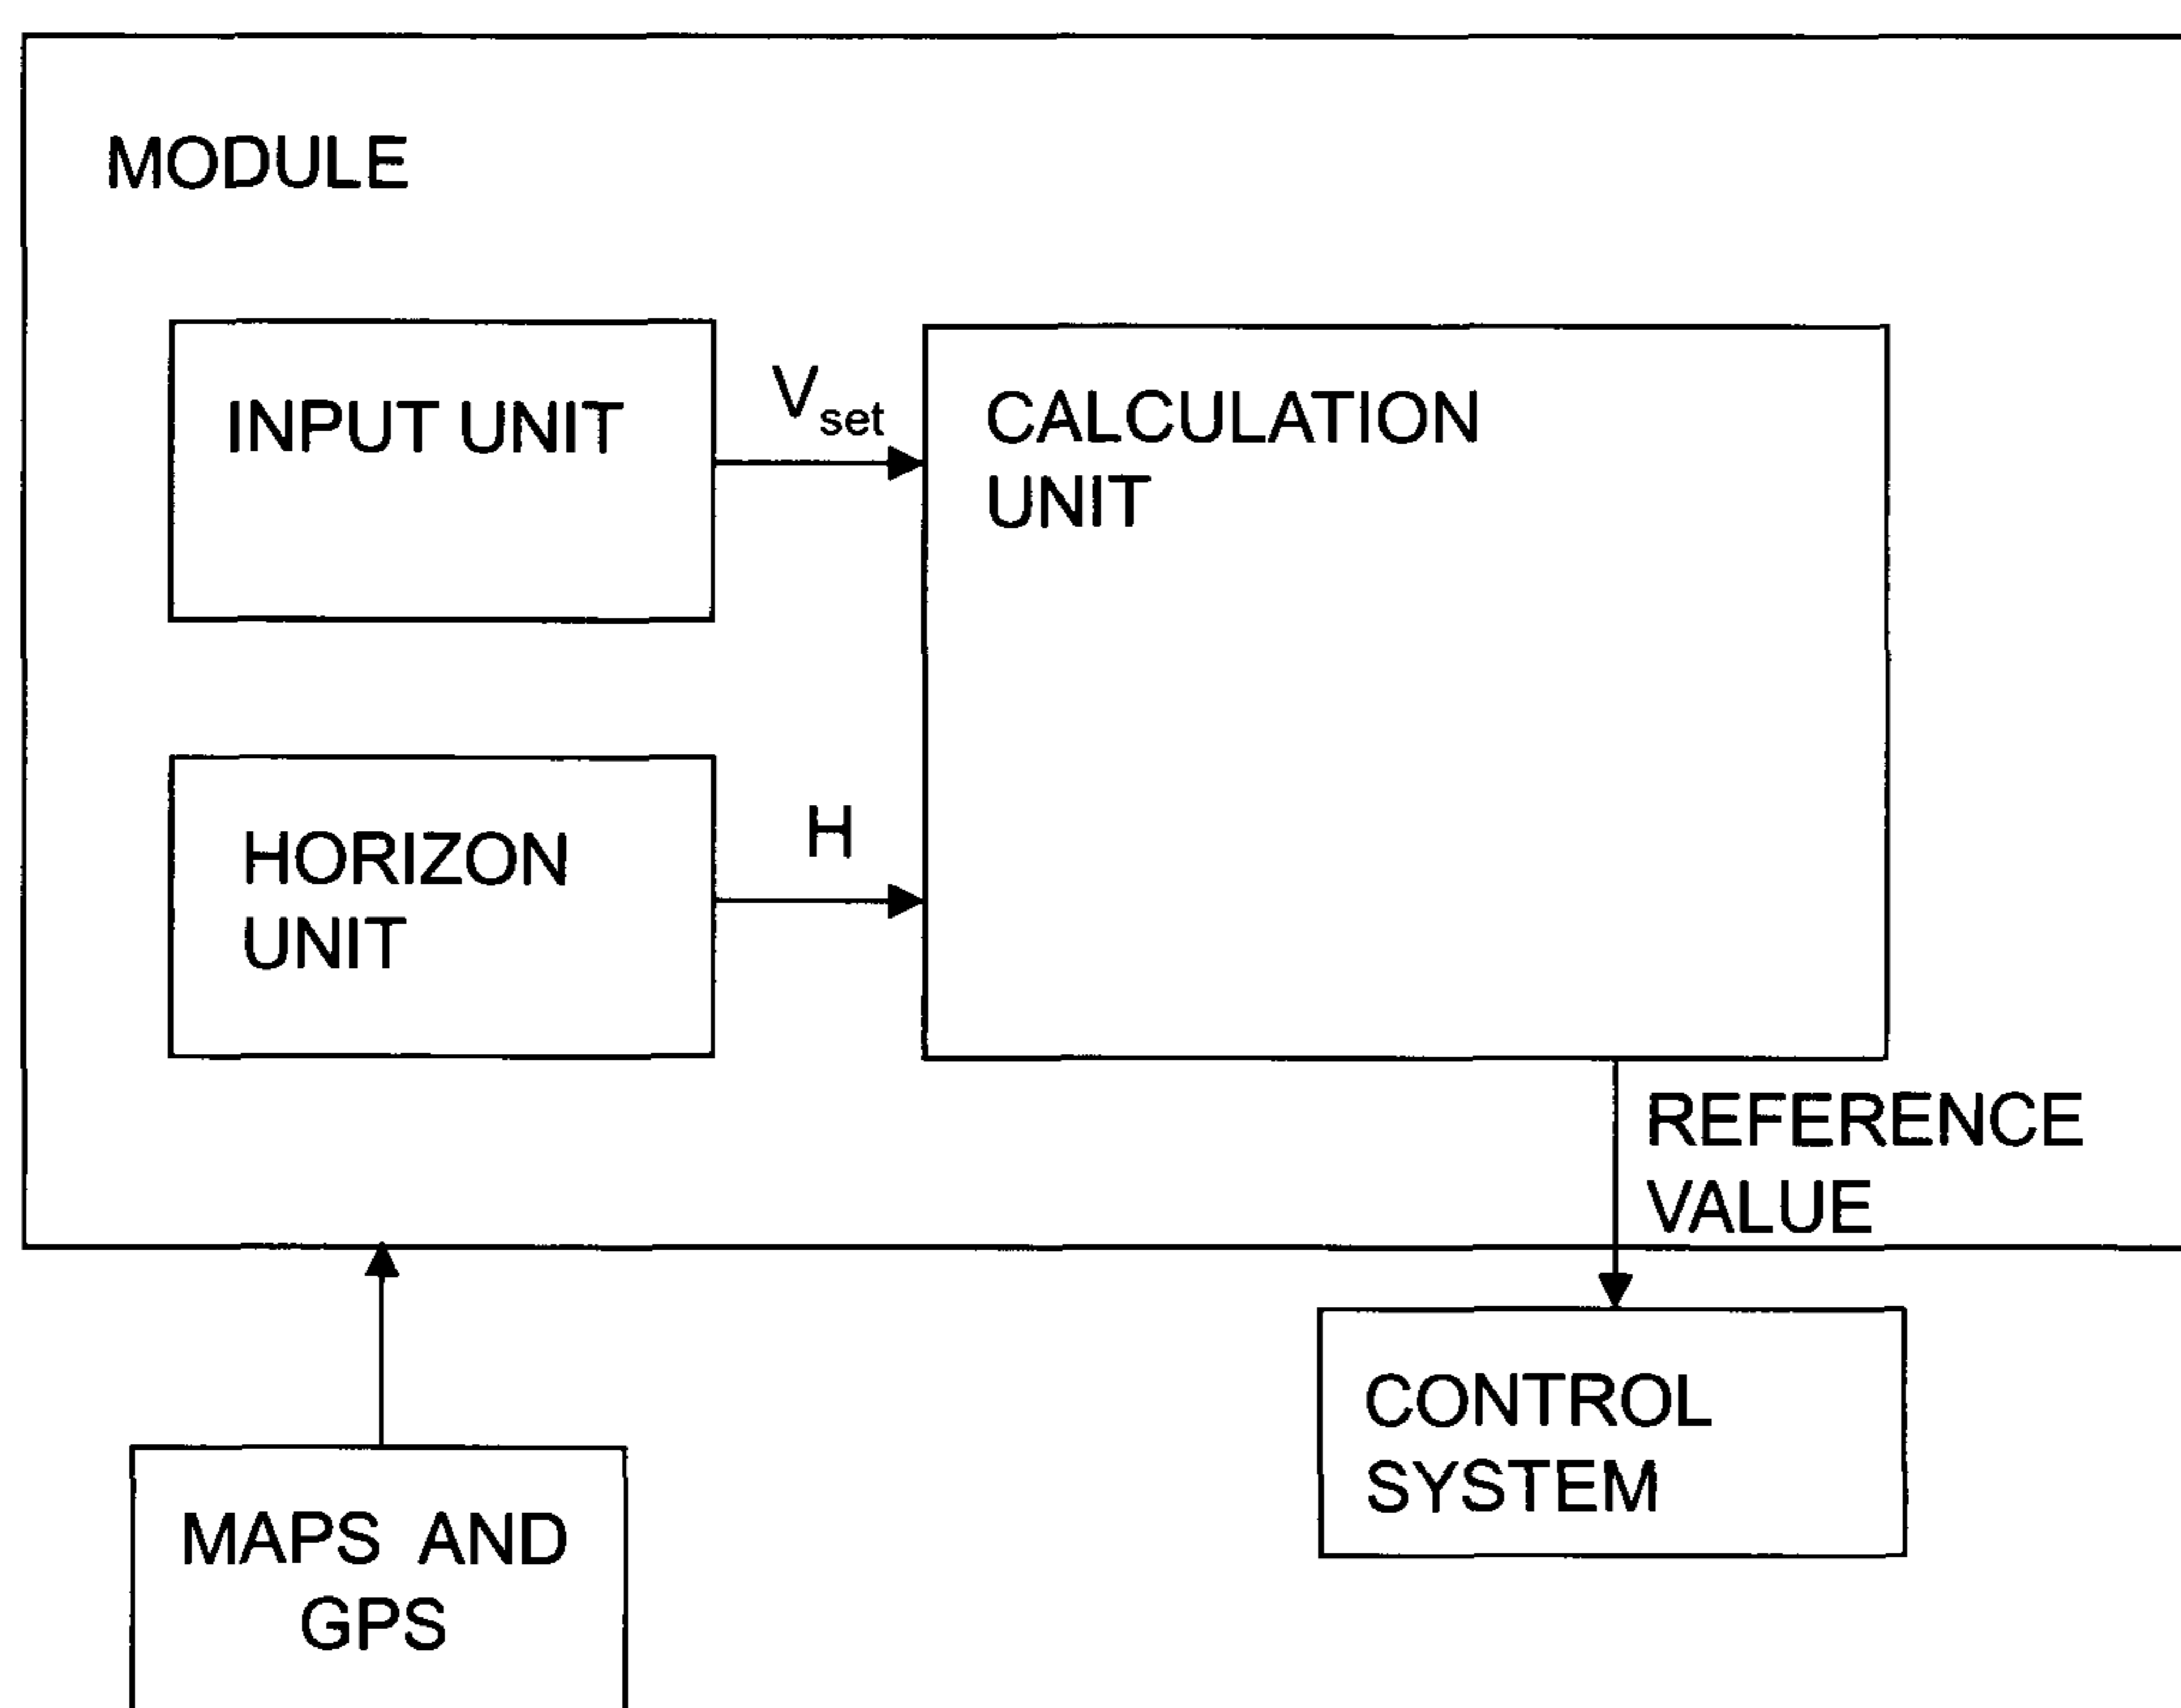 MODULE
INPUT UNIT
Vset
CALCULATION
UNIT
HORIZON
UNIT
H
REFERENCE
VALUE
CONTROL
SYSTEM
MAPS AND
GPS